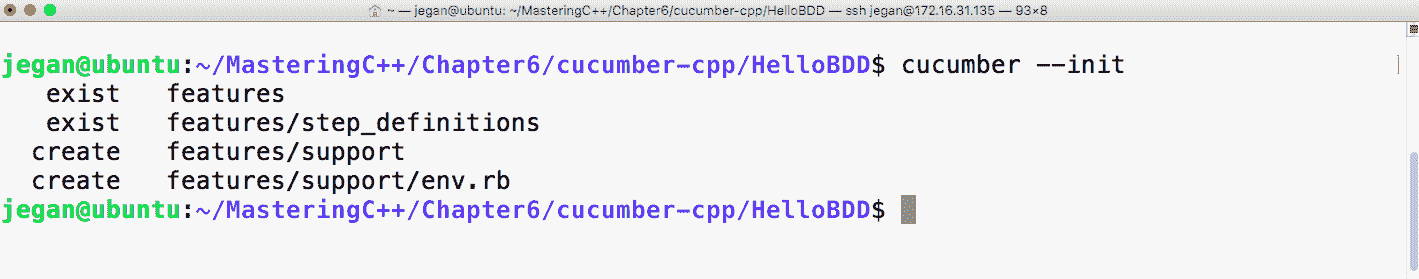 ~ — jegan@ubuntu: ~/MasteringC++/Chapter6/cucumber-cpp/HelloBDD — ssh jegan@172.16.31.135 — 93×8
jegan@ubuntu:~/MasteringC++/Chapter6/cucumber-cpp/HelloBDD$ cucumber --init
exist features
exist features/step_definitions
create features/support
create features/support/env.rb
jegan@ubuntu:~/MasteringC++/Chapter6/cucumber-cpp/HelloBDD$